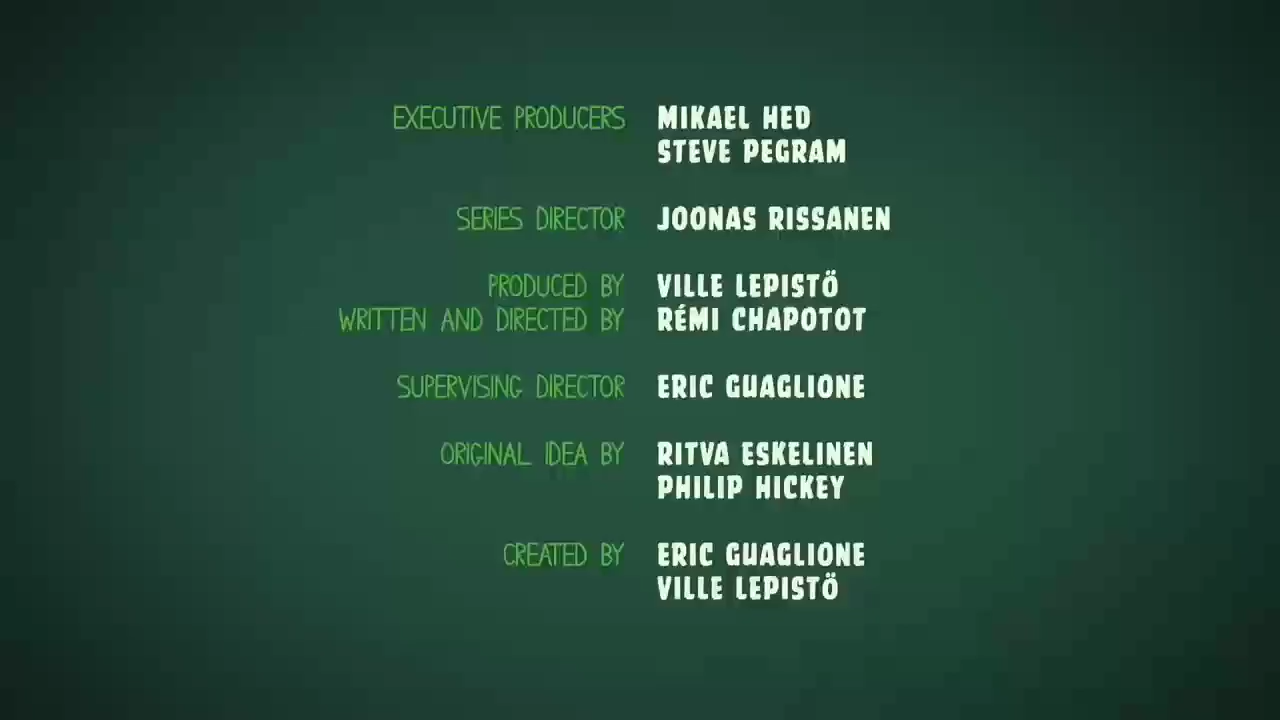 EXECUTIVE PRODUCERS MIKAEL HED
STEVE PEGRAM
SERIES DIRECTOR JOONAS RISSANEN
PRODUCED BY VILLE LEPISTÖ
WRITTEN AND DIRECTED BY RÉMI CHAPOTOT
SUPERVISING DIRECTOR ERIC GUAGLIONE
ORIGINAL IDEA BY RITVA ESKELINEN
PHILIP HICKEY
CREATED BY ERIC GUAGLIONE
VILLE LEPISTÖ